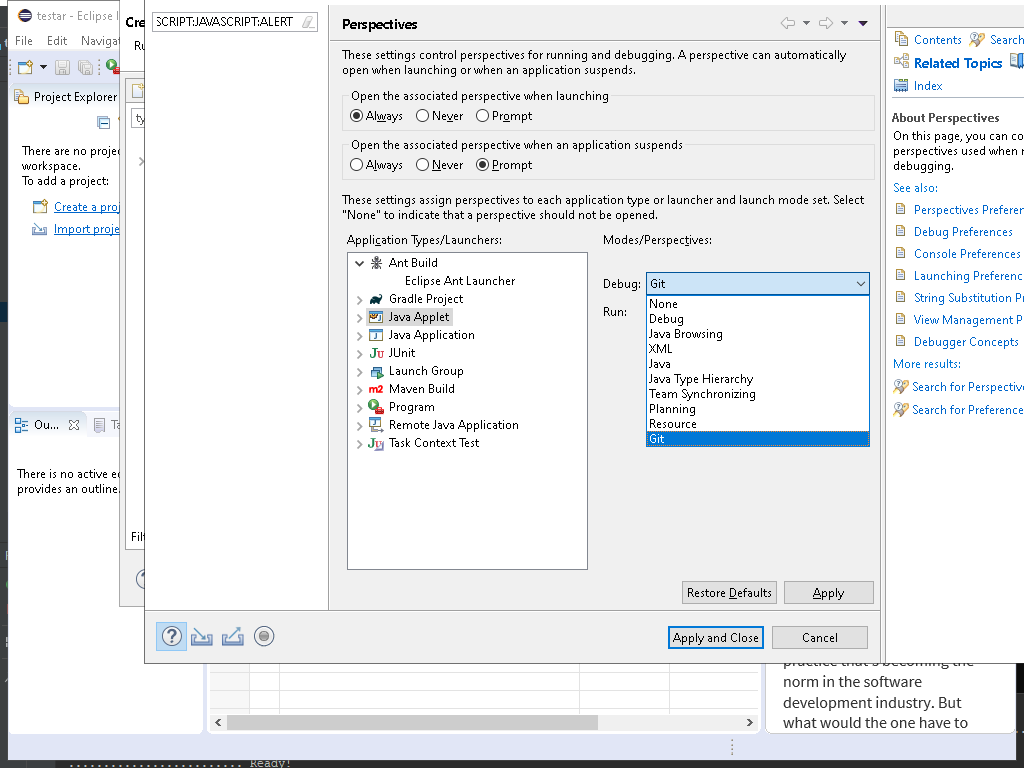 testar - Eclipse I
File Edit Navigat
Project Explorer
There are no proje
workspace.
To add a project:
Create a proj
Import proje
Ou...
Ta
There is no active e
provides an outline.
Cre
Ru
ty
Filt
SCRIPT:JAVASCRIPT:ALERT
Perspectives
These settings control perspectives for running and debugging. A perspective can automatically
open when launching or when an application suspends.
Open the associated perspective when launching
Always Never Prompt
Open the associated perspective when an application suspends
Always Never Prompt
These settings assign perspectives to each application type or launcher and launch mode set. Select
"None" to indicate that a perspective should not be opened.
Application Types/Launchers:
Ant Build
Eclipse Ant Launcher
Gradle Project
Java Applet
Java Application
JUnit
Launch Group
Maven Build
Program
Remote Java Application
Task Context Test
Modes/Perspectives:
Debug: Git
Run:
None
Debug
Java Browsing
XML
Java
Java Type Hierarchy
Team Synchronizing
Planning
Resource
Git
Restore Defaults Apply
Apply and Close Cancel
Contents Search
Related Topics
Index
About Perspectives
On this page, you can co
perspectives used when r
debugging.
See also:
Perspectives Preferen
Debug Preferences
Console Preferences
Launching Preferenc
String Substitution Pr
View Management P
Debugger Concepts
More results:
Search for Perspective
Search for Preference
practice that's becoming the
norm in the software
development industry. But
what would the one have to
Ready!